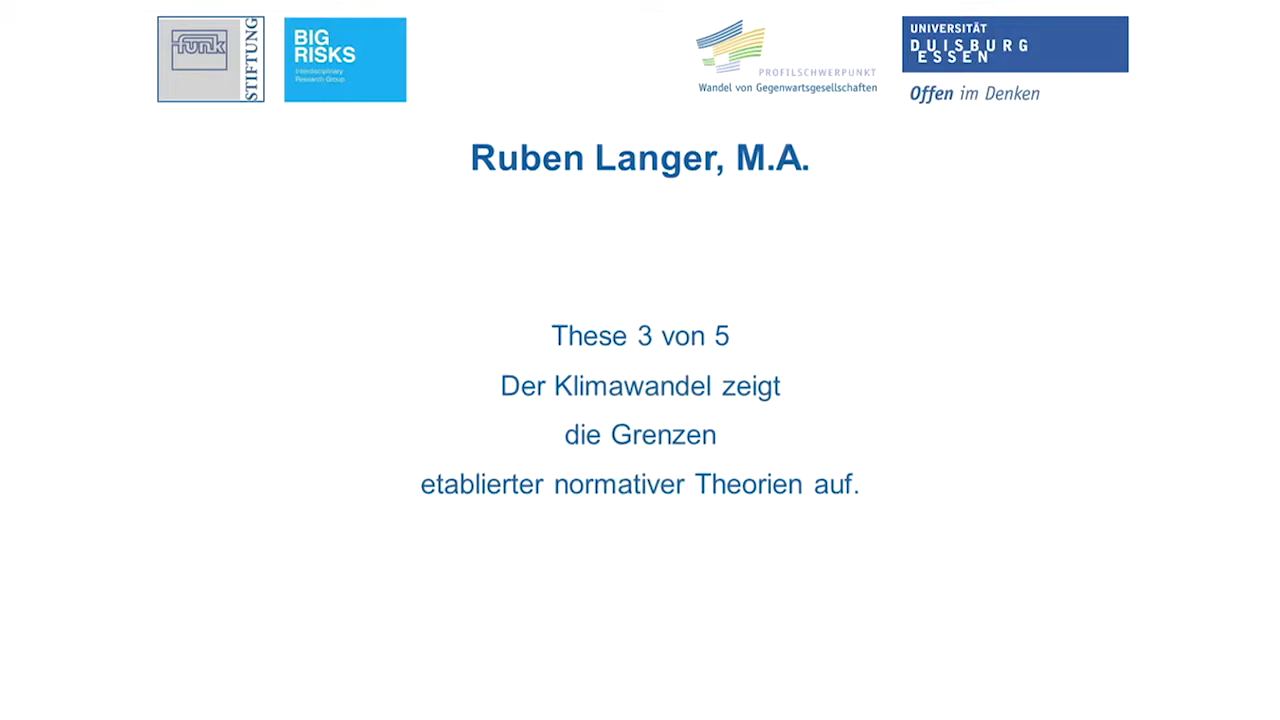 funk
STIFTUNG
BIG
RISKS
Interdisciplinary
Research Group
PROFILSCHWERPUNKT
Wandel von Gegenwartsgesellschaften
UNIVERSITÄT
DUISBURG
ESSEN
Offen im Denken
Ruben Langer, M.A.
These 3 von 5
Der Klimawandel zeigt
die Grenzen
etablierter normativer Theorien auf.